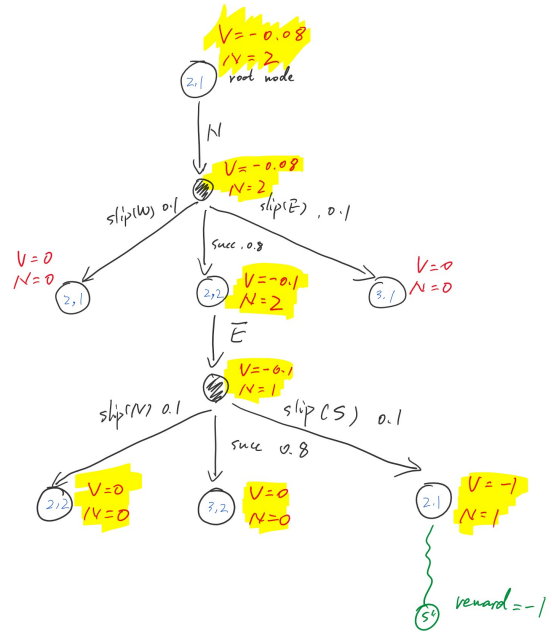 V=-0.08
N=2
2,1
root node
N
V=-0.08
N=2
slip(W) 0.1
slip(E), 0.1
succ, 0.8
V=0
N=0
2,1
2,2
V=-0.1
N=2
3,1
V=0
N=0
E
V=-0.1
N=1
slip(N) 0.1
succ 0.8
slip(S) 0.1
2,2
V=0
N=0
3,2
V=0
N=0
2,1
V=-1
N=1
reward=-1